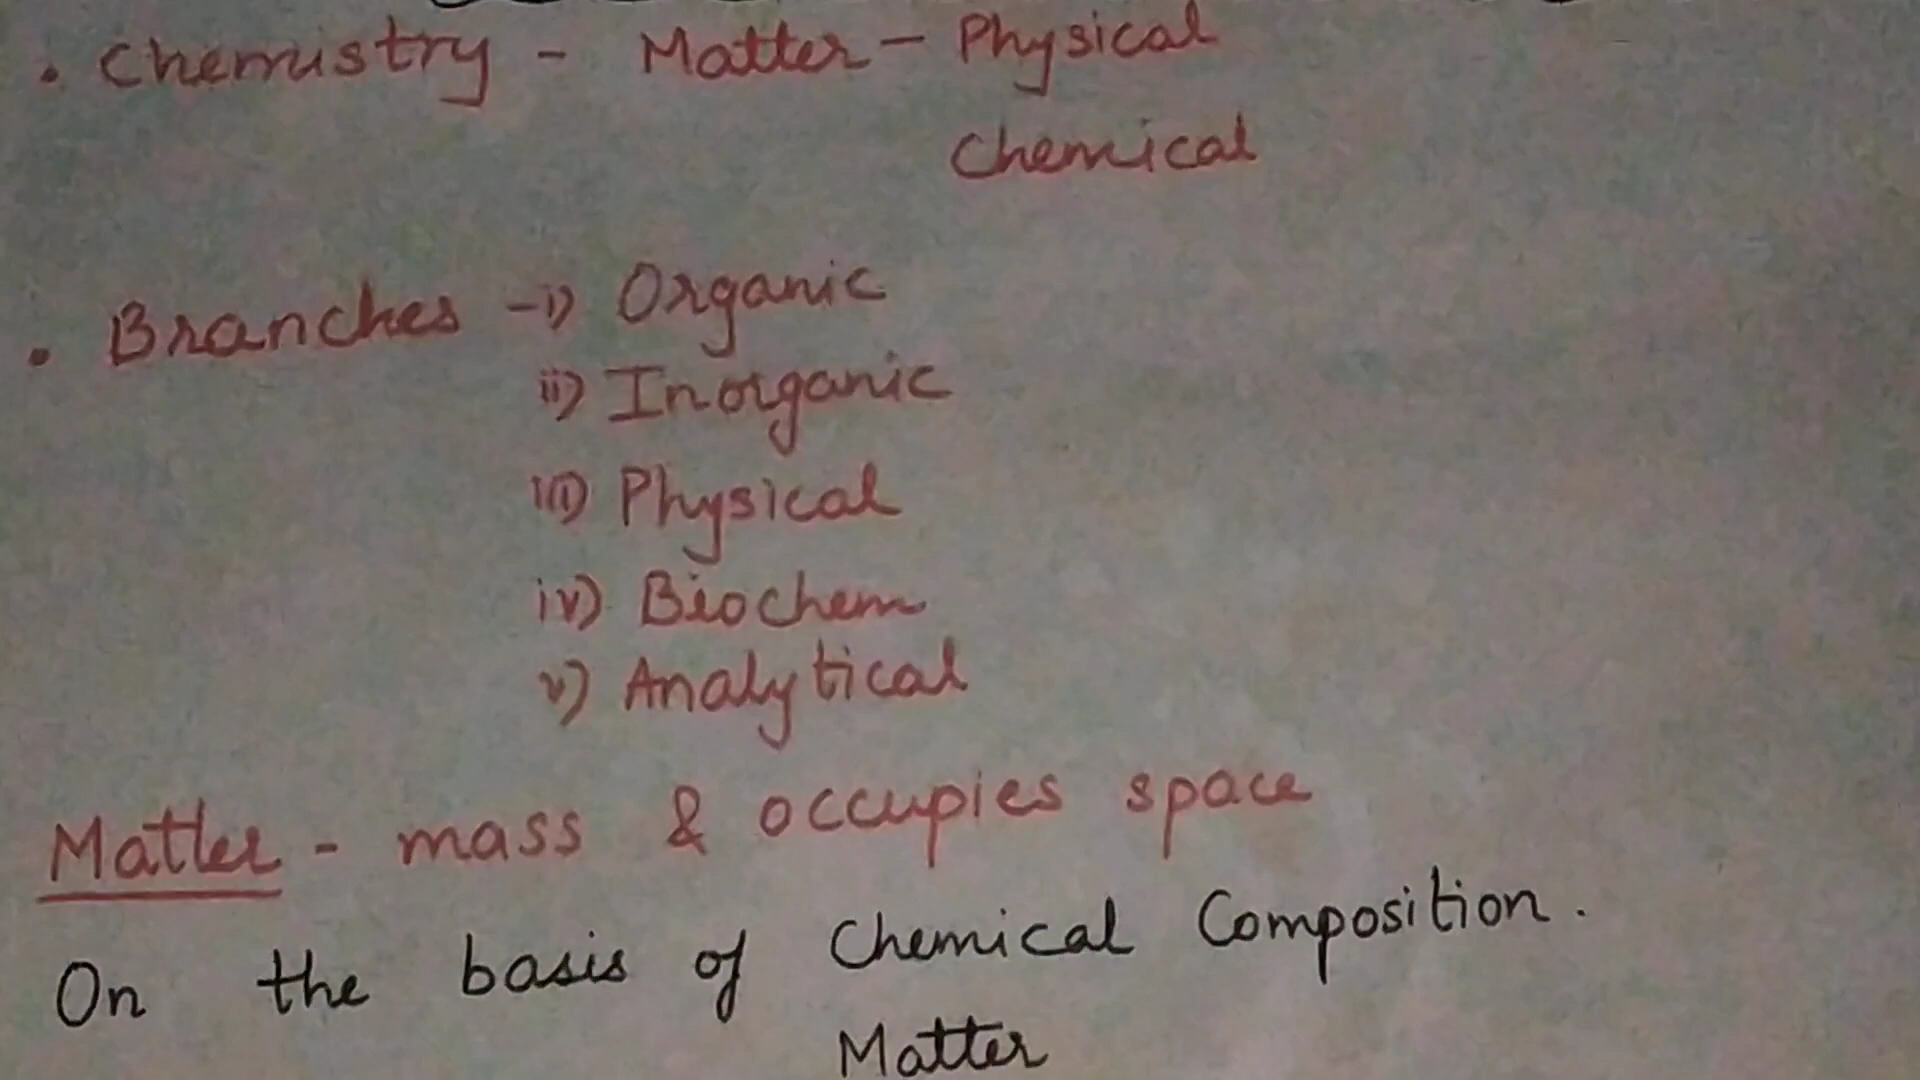 • Chemistry - Matter - Physical
Chemical
• Branches - i) Organic
ii) Inorganic
iii) Physical
iv) Biochem
v) Analytical
Matter - mass & occupies space
On the basis of Chemical Composition.
Matter